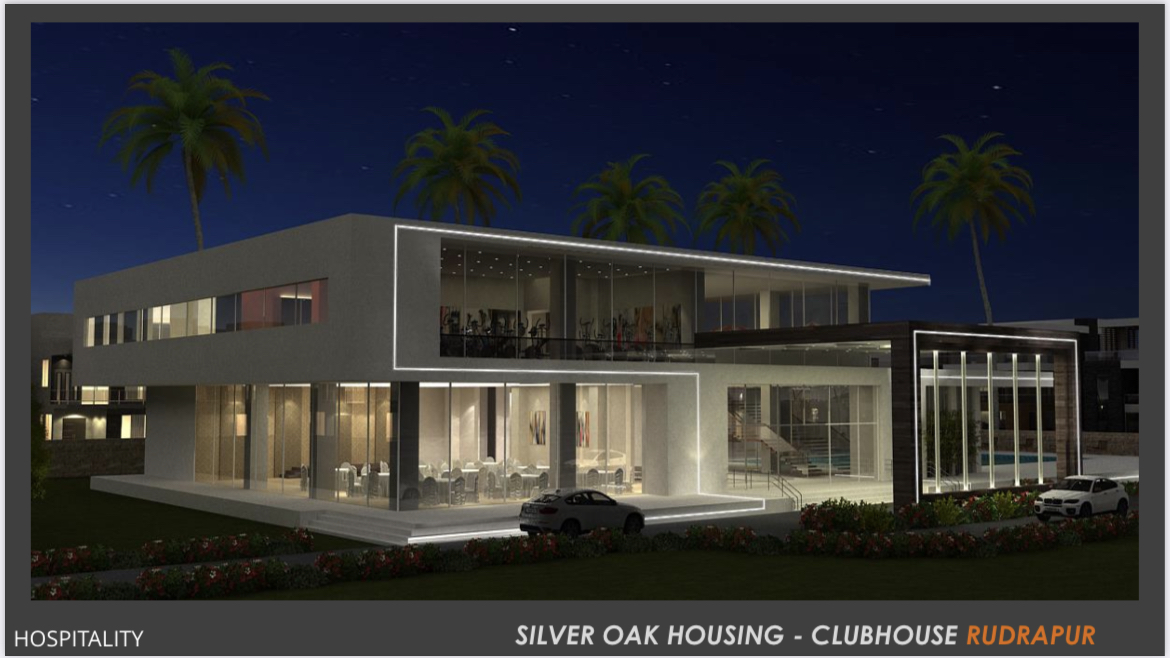 HOSPITALITY
SILVER OAK HOUSING - CLUBHOUSE RUDRAPUR